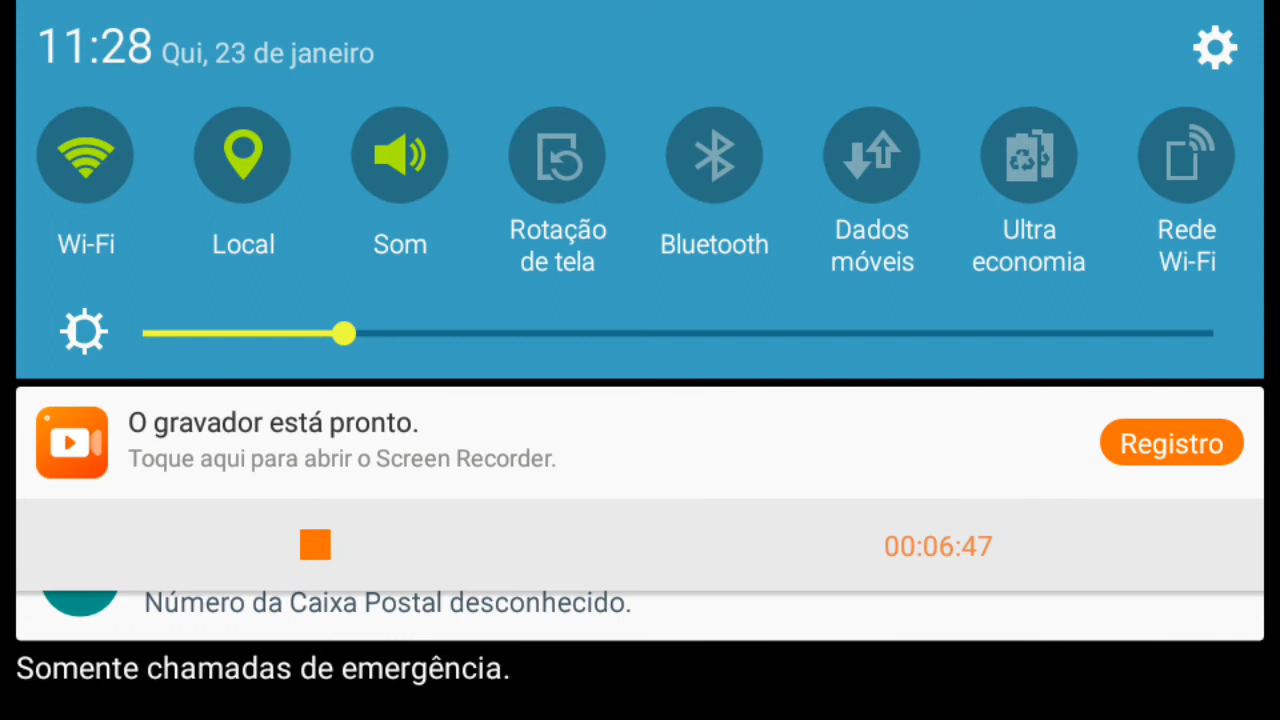 11:28 Qui, 23 de janeiro
Wi-Fi
Local
Som
Rotação
de tela
Bluetooth
Dados
móveis
Ultra
economia
Rede
Wi-Fi
O gravador está pronto.
Toque aqui para abrir o Screen Recorder.
Registro
00:06:47
Número da Caixa Postal desconhecido.
Somente chamadas de emergência.